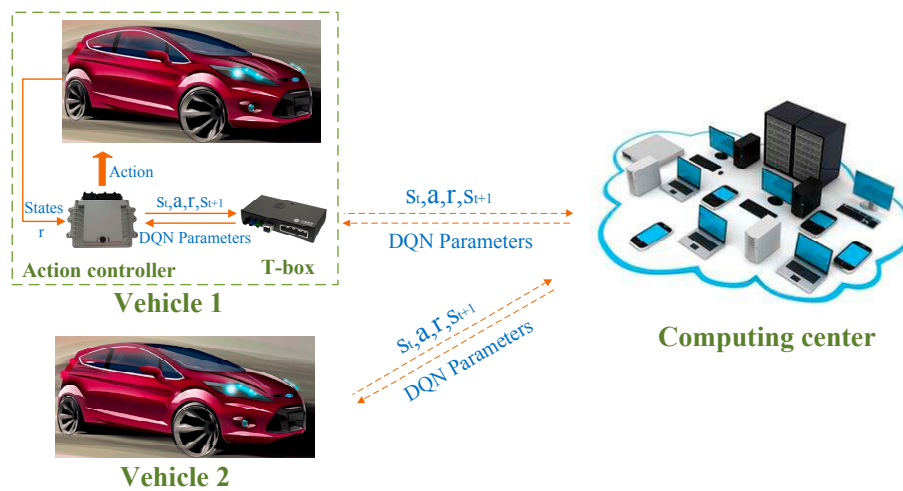 Action
States
r
st,a,r,st+1
DQN Parameters
Action controller
T-box
Vehicle 1
st,a,r,st+1
DQN Parameters
st,a,r,st+1
DQN Parameters
Computing center
Vehicle 2